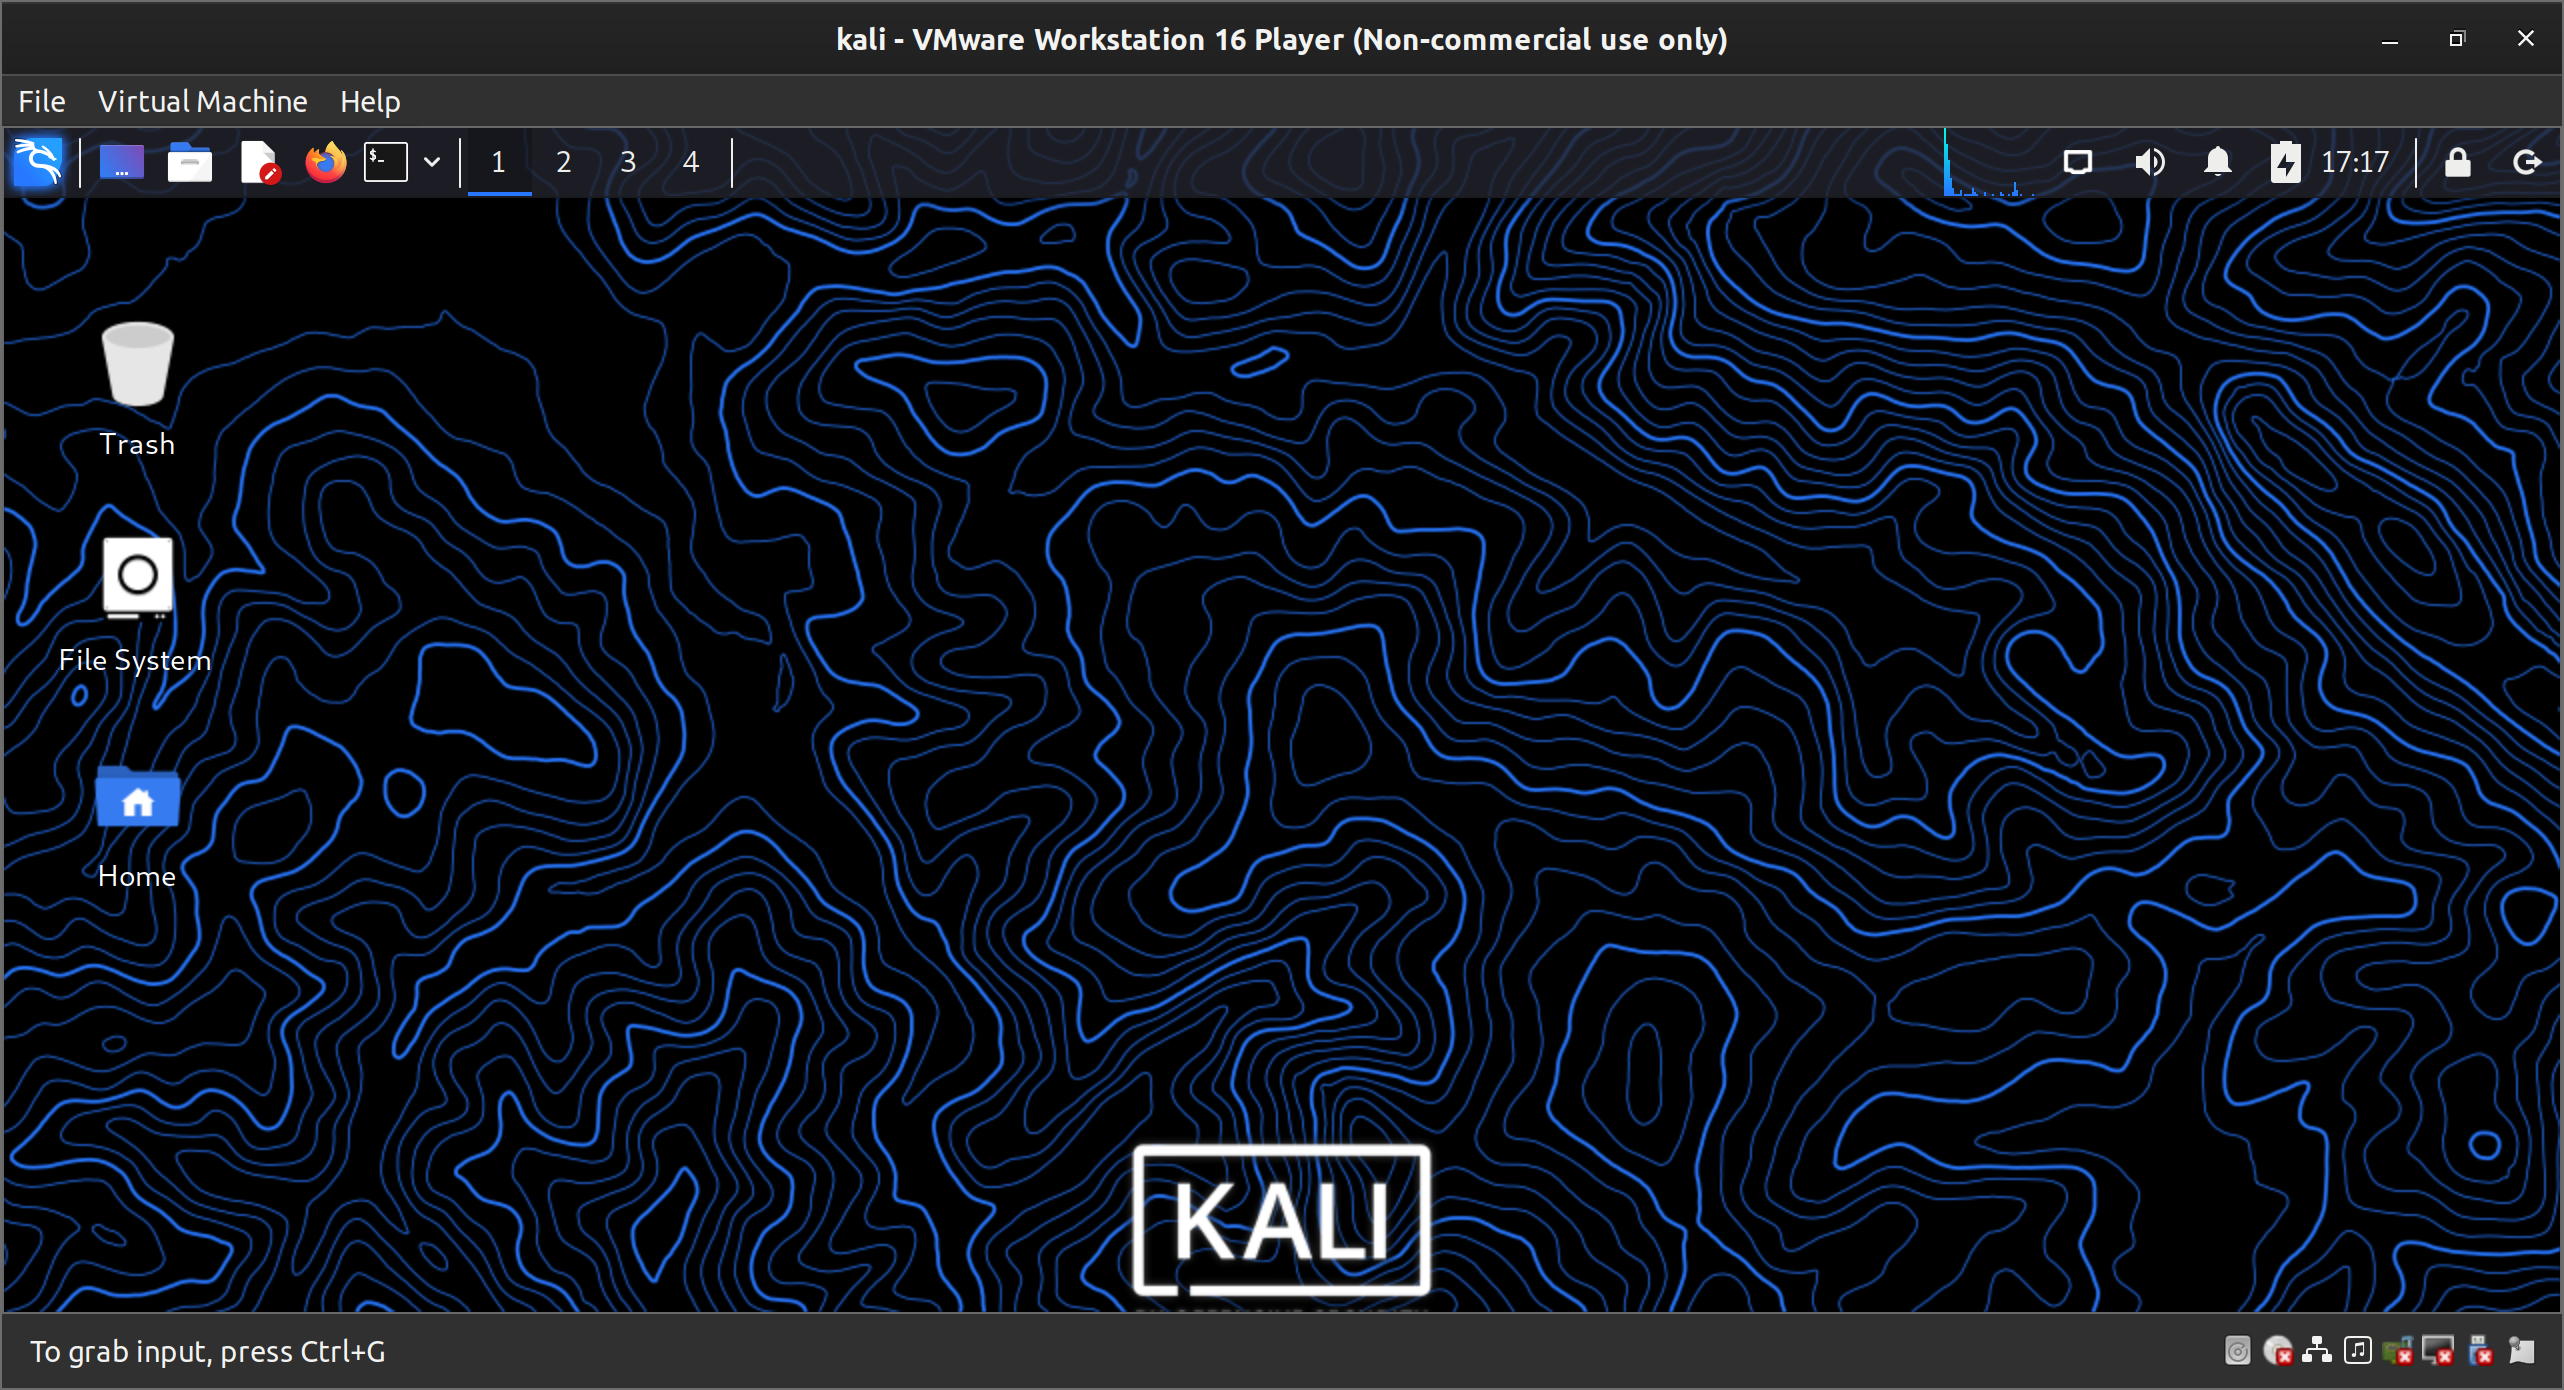 kali - VMware Workstation 16 Player (Non-commercial use only)
File Virtual Machine Help
$-
1 2 3 4
17:17
Trash
File System
Home
KALI
To grab input, press Ctrl+G